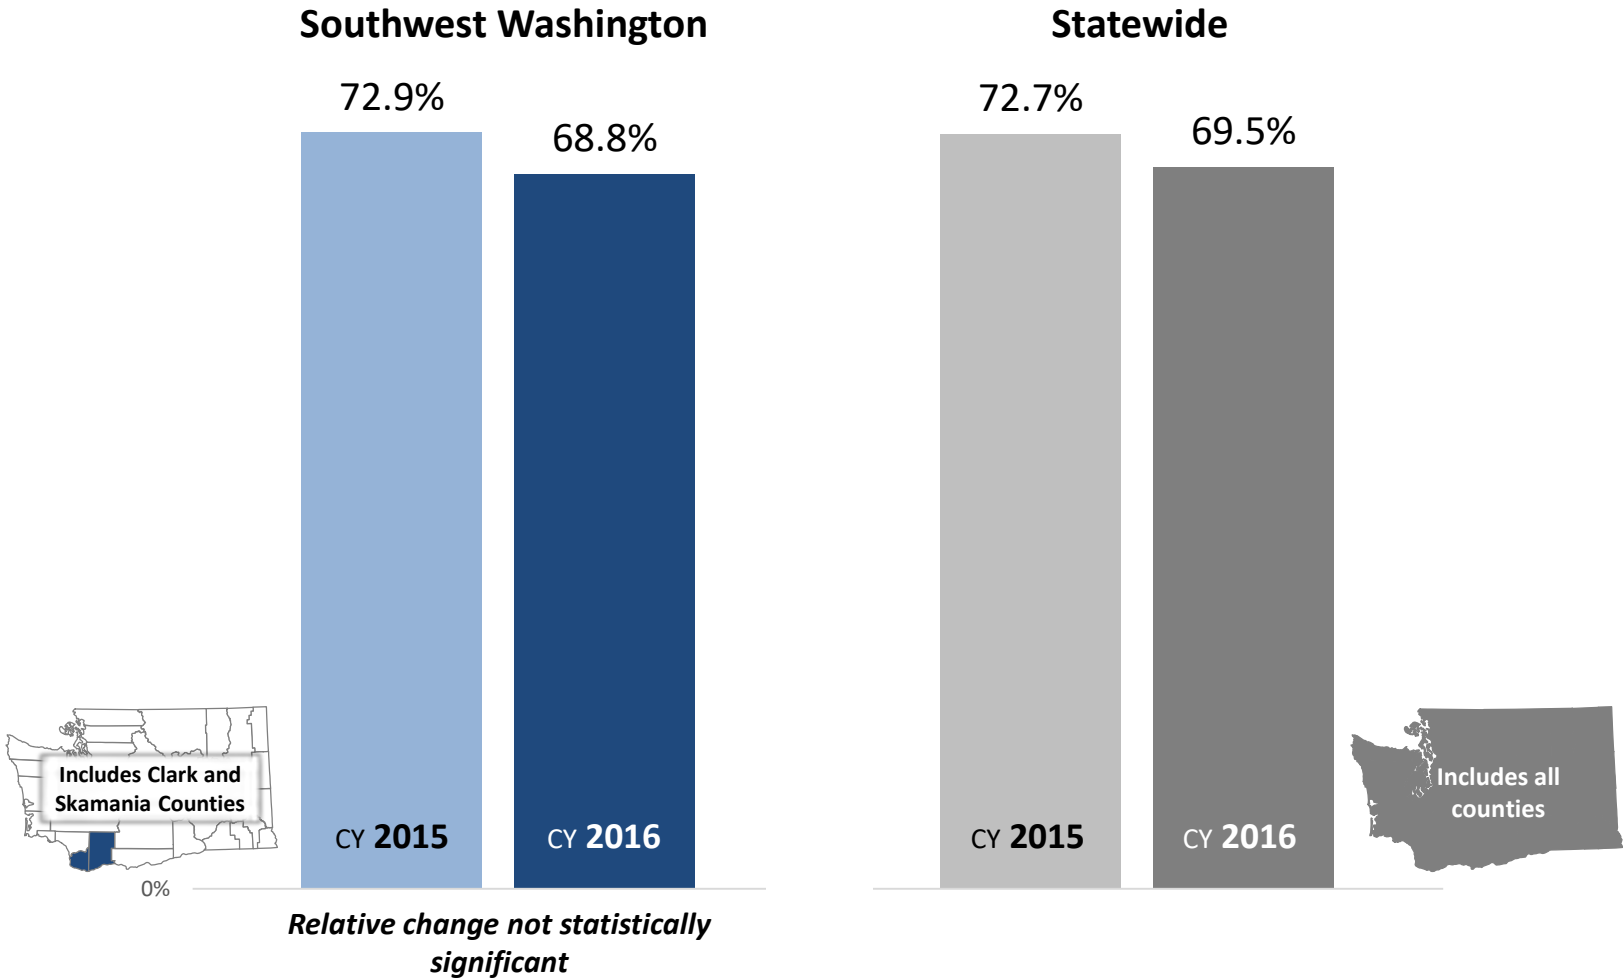 Southwest Washington
72.9%
68.8%
CY 2015
CY 2016
Includes Clark and
Skamania Counties
0%
Relative change not statistically
significant
Statewide
72.7%
69.5%
CY 2015
CY 2016
Includes all
counties